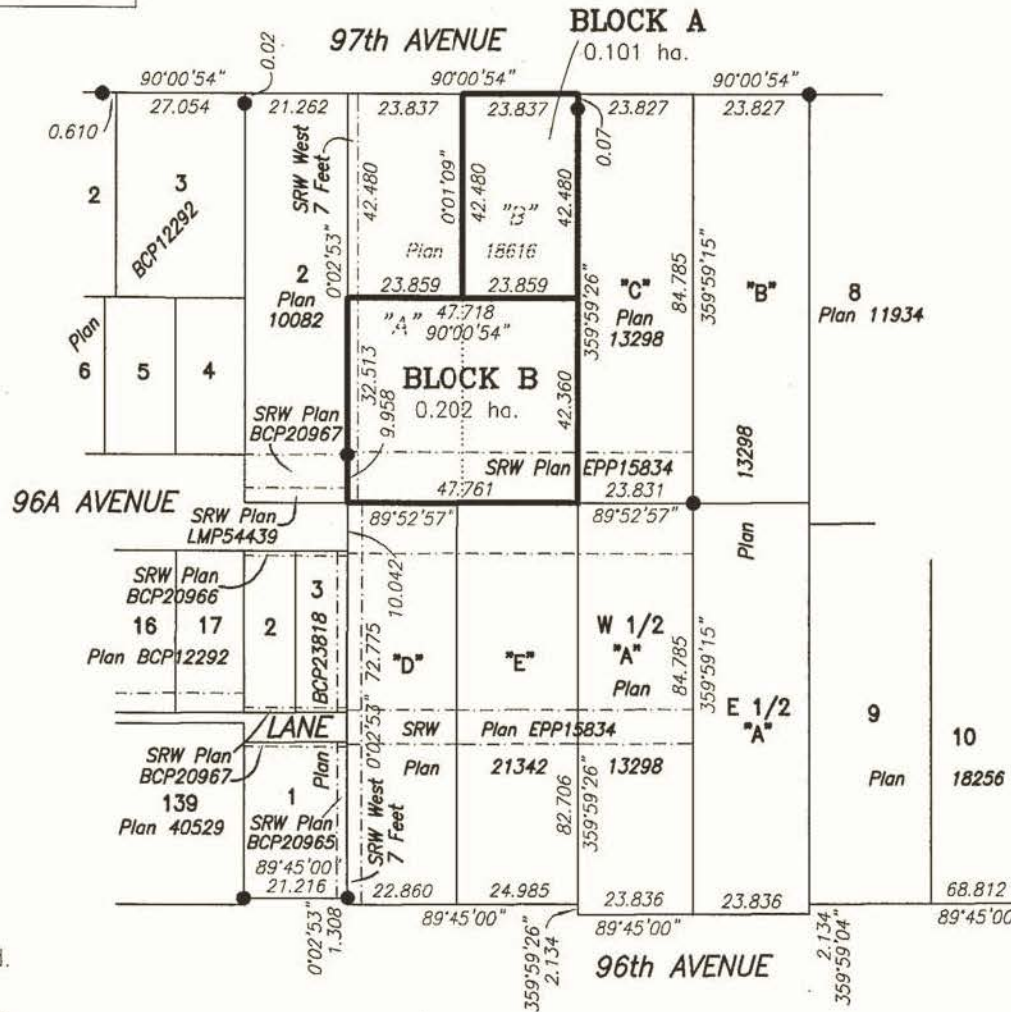 BLOCK A
0.101 ha.
97th AVENUE
0.02
90°00'54"
90°00'54"
27.054
21.262
23.837
23.837
23.827
23.827
0.610
0.07
SRW West
7 Feet
42.480
0°01'09"
42.480
42.480
2
3
BCP12292
0°02'53"
2
Plan
10082
"B"
Plan 18616
23.859
23.859
359°59'26"
"C"
Plan
13298
84.785
359°59'15"
"B"
8
Plan 11934
"A"
47.718
90°00'54"
Plan
6
5
4
32.513
9.958
BLOCK B
0.202 ha.
42.360
SRW Plan
BCP20967
SRW Plan EPP15834
13298
Plan
96A AVENUE
47.761
23.831
SRW Plan
LMP54439
89°52'57"
89°52'57"
SRW Plan
BCP20966
10.042
16
17
Plan BCP12292
2
3
BCP23818
72.775
0°02'53"
"D"
"E"
W 1/2
"A"
Plan
84.785
359°59'15"
E 1/2
"A"
9
10
Plan 18256
LANE
SRW Plan EPP15834
SRW Plan
BCP20967
Plan
Plan 21342
13298
139
Plan 40529
1
SRW Plan
BCP20965
SRW West
7 Feet
82.706
359°59'26"
89°45'00"
21.216
22.860
24.985
23.836
23.836
68.812
89°45'00"
89°45'00"
89°45'00
0°02'53"
1.308
359°59'26"
2.134
2.134
359°59'04"
96th AVENUE